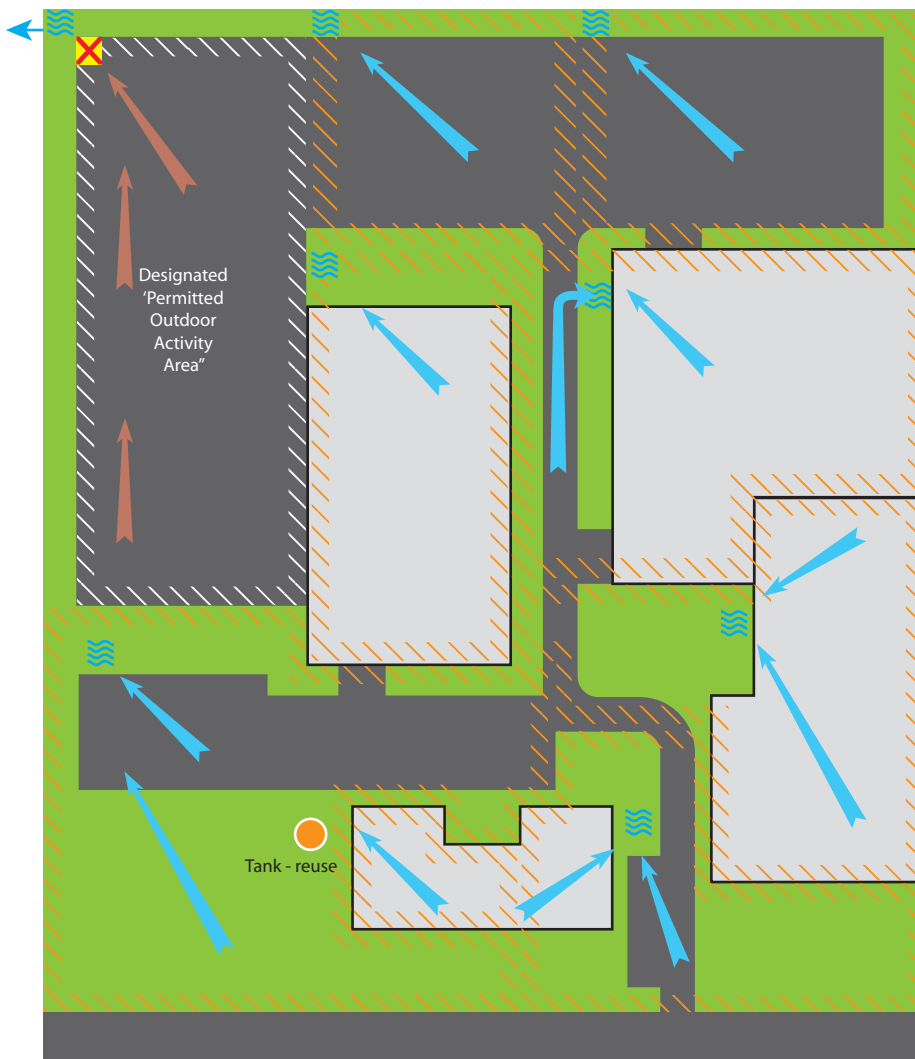 Designated
‘Permitted
Outdoor
Activity
Area”
Tank - reuse